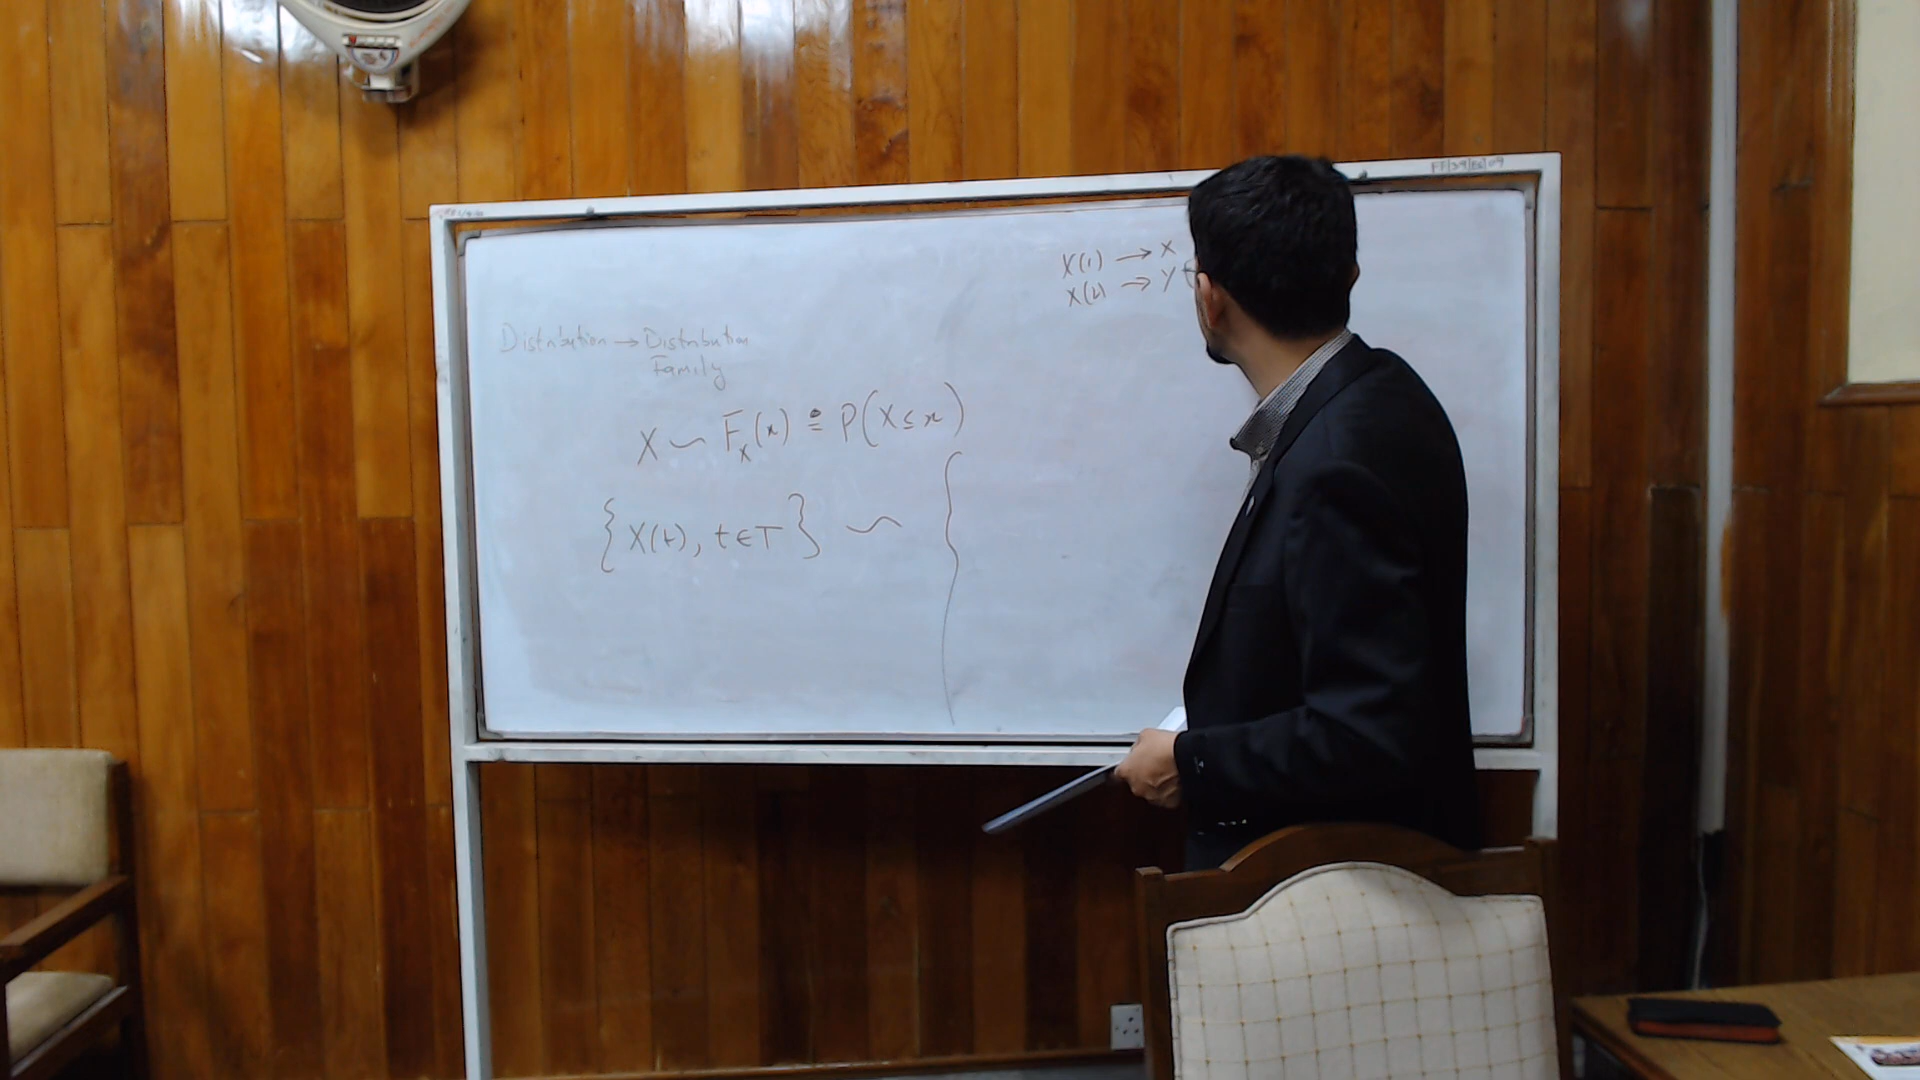 X(1) → X
X(2) → Y
Distribution → Distribution
Family
X ~ F_X(x) ≐ P(X ≤ x)
{X(t), t ∈ T} ~ {